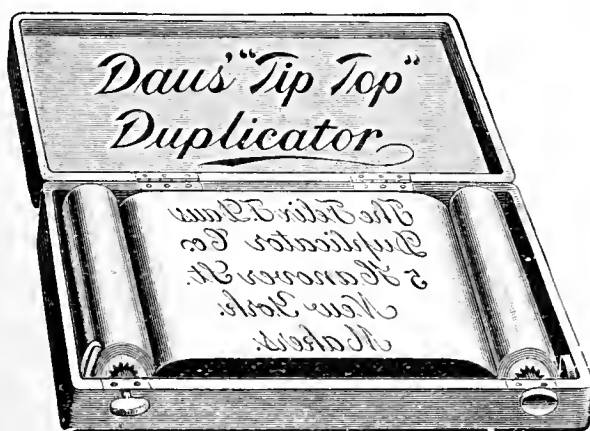 Daus' "Tip Top"
Duplicator
The Felix F. Daus
Duplicator Co.
5 Hanover St.
New York.
Makers.